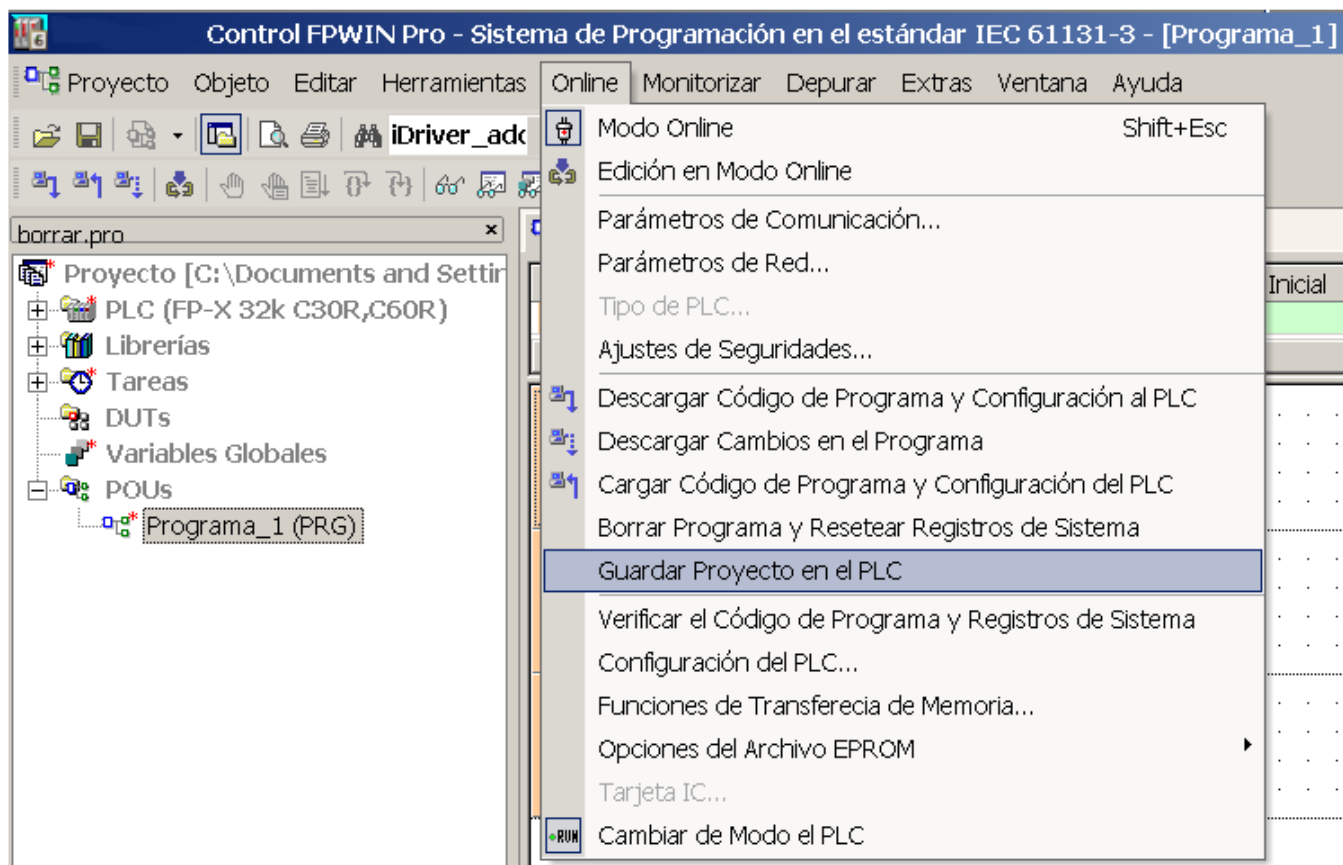 Control FPWIN Pro - Sistema de Programación en el estándar IEC 61131-3 - [Programa_1]
Proyecto Objeto Editar Herramientas Online Monitorizar Depurar Extras Ventana Ayuda
iDriver_adc
Modo Online Shift+Esc
Edición en Modo Online
Parámetros de Comunicación...
Parámetros de Red...
Tipo de PLC...
Ajustes de Seguridades...
Descargar Código de Programa y Configuración al PLC
Descargar Cambios en el Programa
Cargar Código de Programa y Configuración del PLC
Borrar Programa y Resetear Registros de Sistema
Guardar Proyecto en el PLC
Verificar el Código de Programa y Registros de Sistema
Configuración del PLC...
Funciones de Transferecia de Memoria...
Opciones del Archivo EPROM
Tarjeta IC...
RUN Cambiar de Modo el PLC
borrar.pro
Proyecto [C:\Documents and Settin
PLC (FP-X 32k C30R,C60R)
Librerías
Tareas
DUTs
Variables Globales
POUs
Programa_1 (PRG)
Inicial